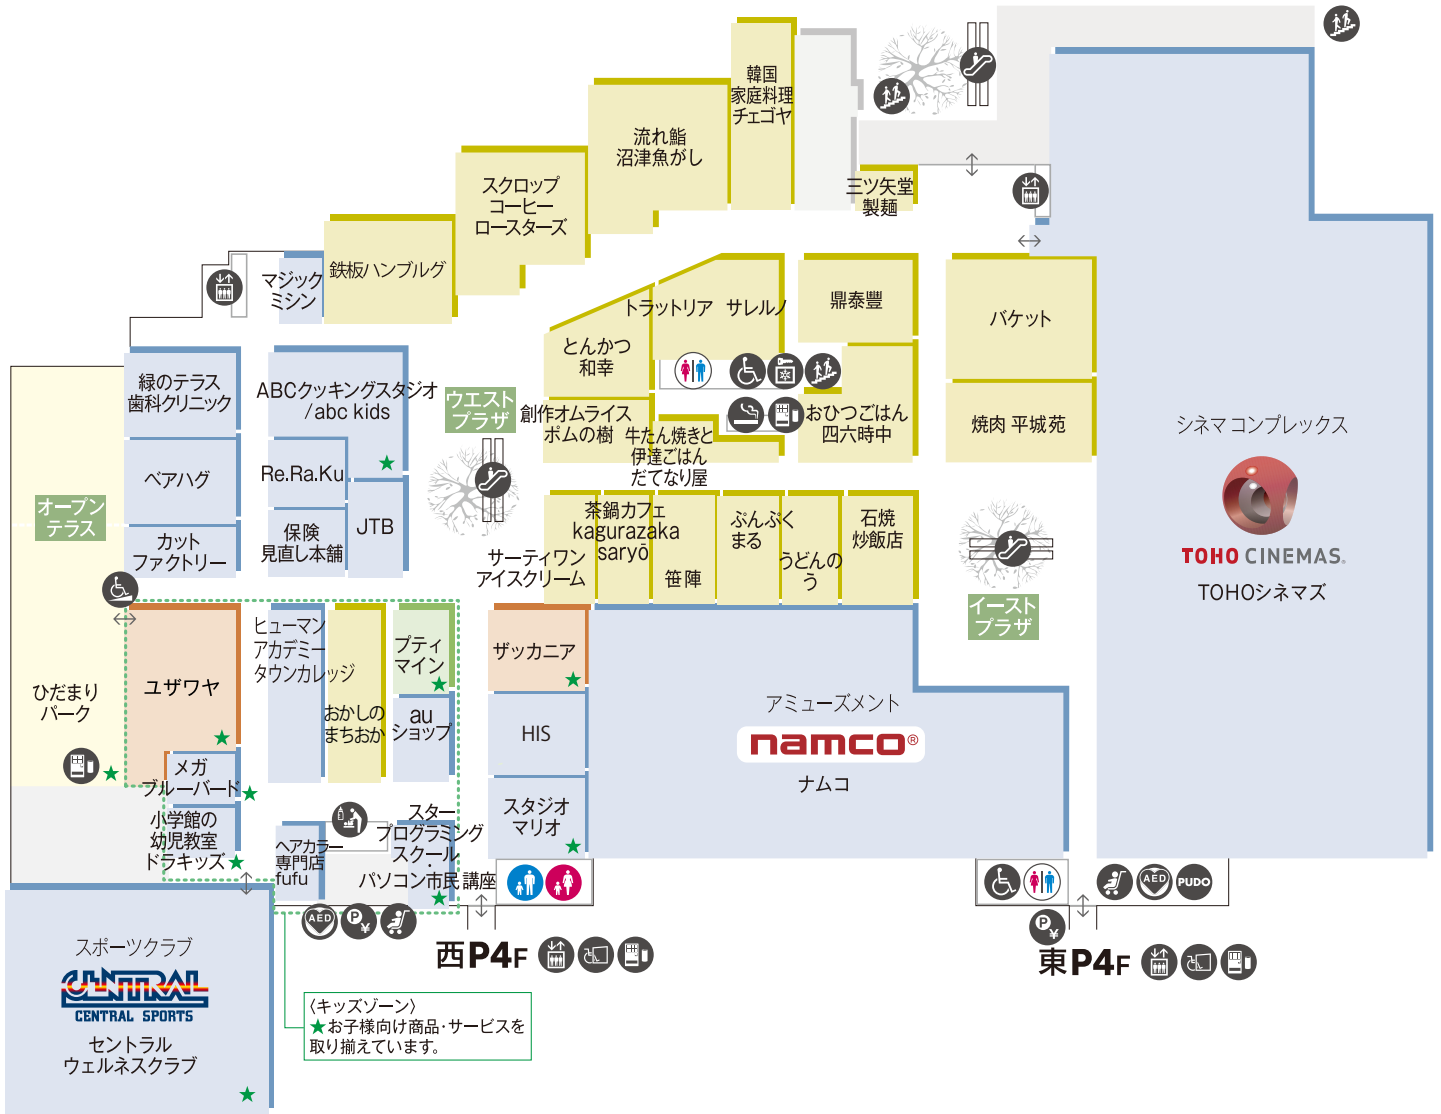 韓国
家庭料理
チェゴヤ
流れ鮨
沼津魚がし
スクロップ
コーヒー
ロースターズ
三ツ矢堂
製麺
鉄板ハンブルグ
マジック
ミシン
トラットリア サレルノ
鼎泰豐
バケット
とんかつ
和幸
緑のテラス
歯科クリニック
ABCクッキングスタジオ
/abc kids
ウエスト
プラザ
創作オムライス
ポムの樹
牛たん焼きと
伊達ごはん
だてなり屋
おひつごはん
四六時中
焼肉 平城苑
シネマ コンプレックス
TOHO CINEMAS®
TOHOシネマズ
ベアハグ
Re.Ra.Ku
オープン
テラス
カット
ファクトリー
保険
見直し本舗
JTB
サーティワン
アイスクリーム
茶鍋カフェ
kagurazaka
saryō
笹陣
ぷんぷく
まる
うどんの
う
石焼
炒飯店
イースト
プラザ
ひだまり
パーク
ユザワヤ
ヒューマン
アカデミー
タウンカレッジ
おかしの
まちおか
プティ
マイン
au
ショップ
ザッカニア
HIS
スタジオ
マリオ
アミューズメント
namco®
ナムコ
メガ
ブルーバード
小学館の
幼児教室
ドラキッズ
ヘアカラー
専門店
fufu
スター
プログラミング
スクール
・
パソコン市民講座
AED
P
¥
西P4F
AED
PUDO
P
¥
東P4F
スポーツクラブ
CENTRAL
CENTRAL SPORTS
セントラル
ウェルネスクラブ
〈キッズゾーン〉
★お子様向け商品・サービスを
取り揃えています。